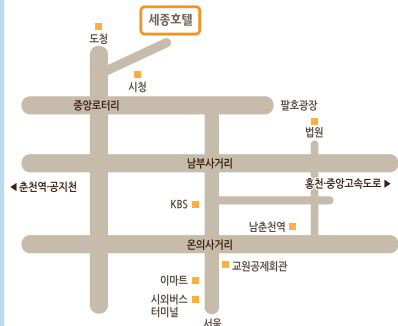 세종호텔
도청
시청
중앙로터리
팔호광장
법원
남부사거리
◀ 춘천역·공지천
홍천·중앙고속도로 ▶
KBS
남춘천역
온의사거리
교원공제회관
이마트
시외버스
터미널
서울